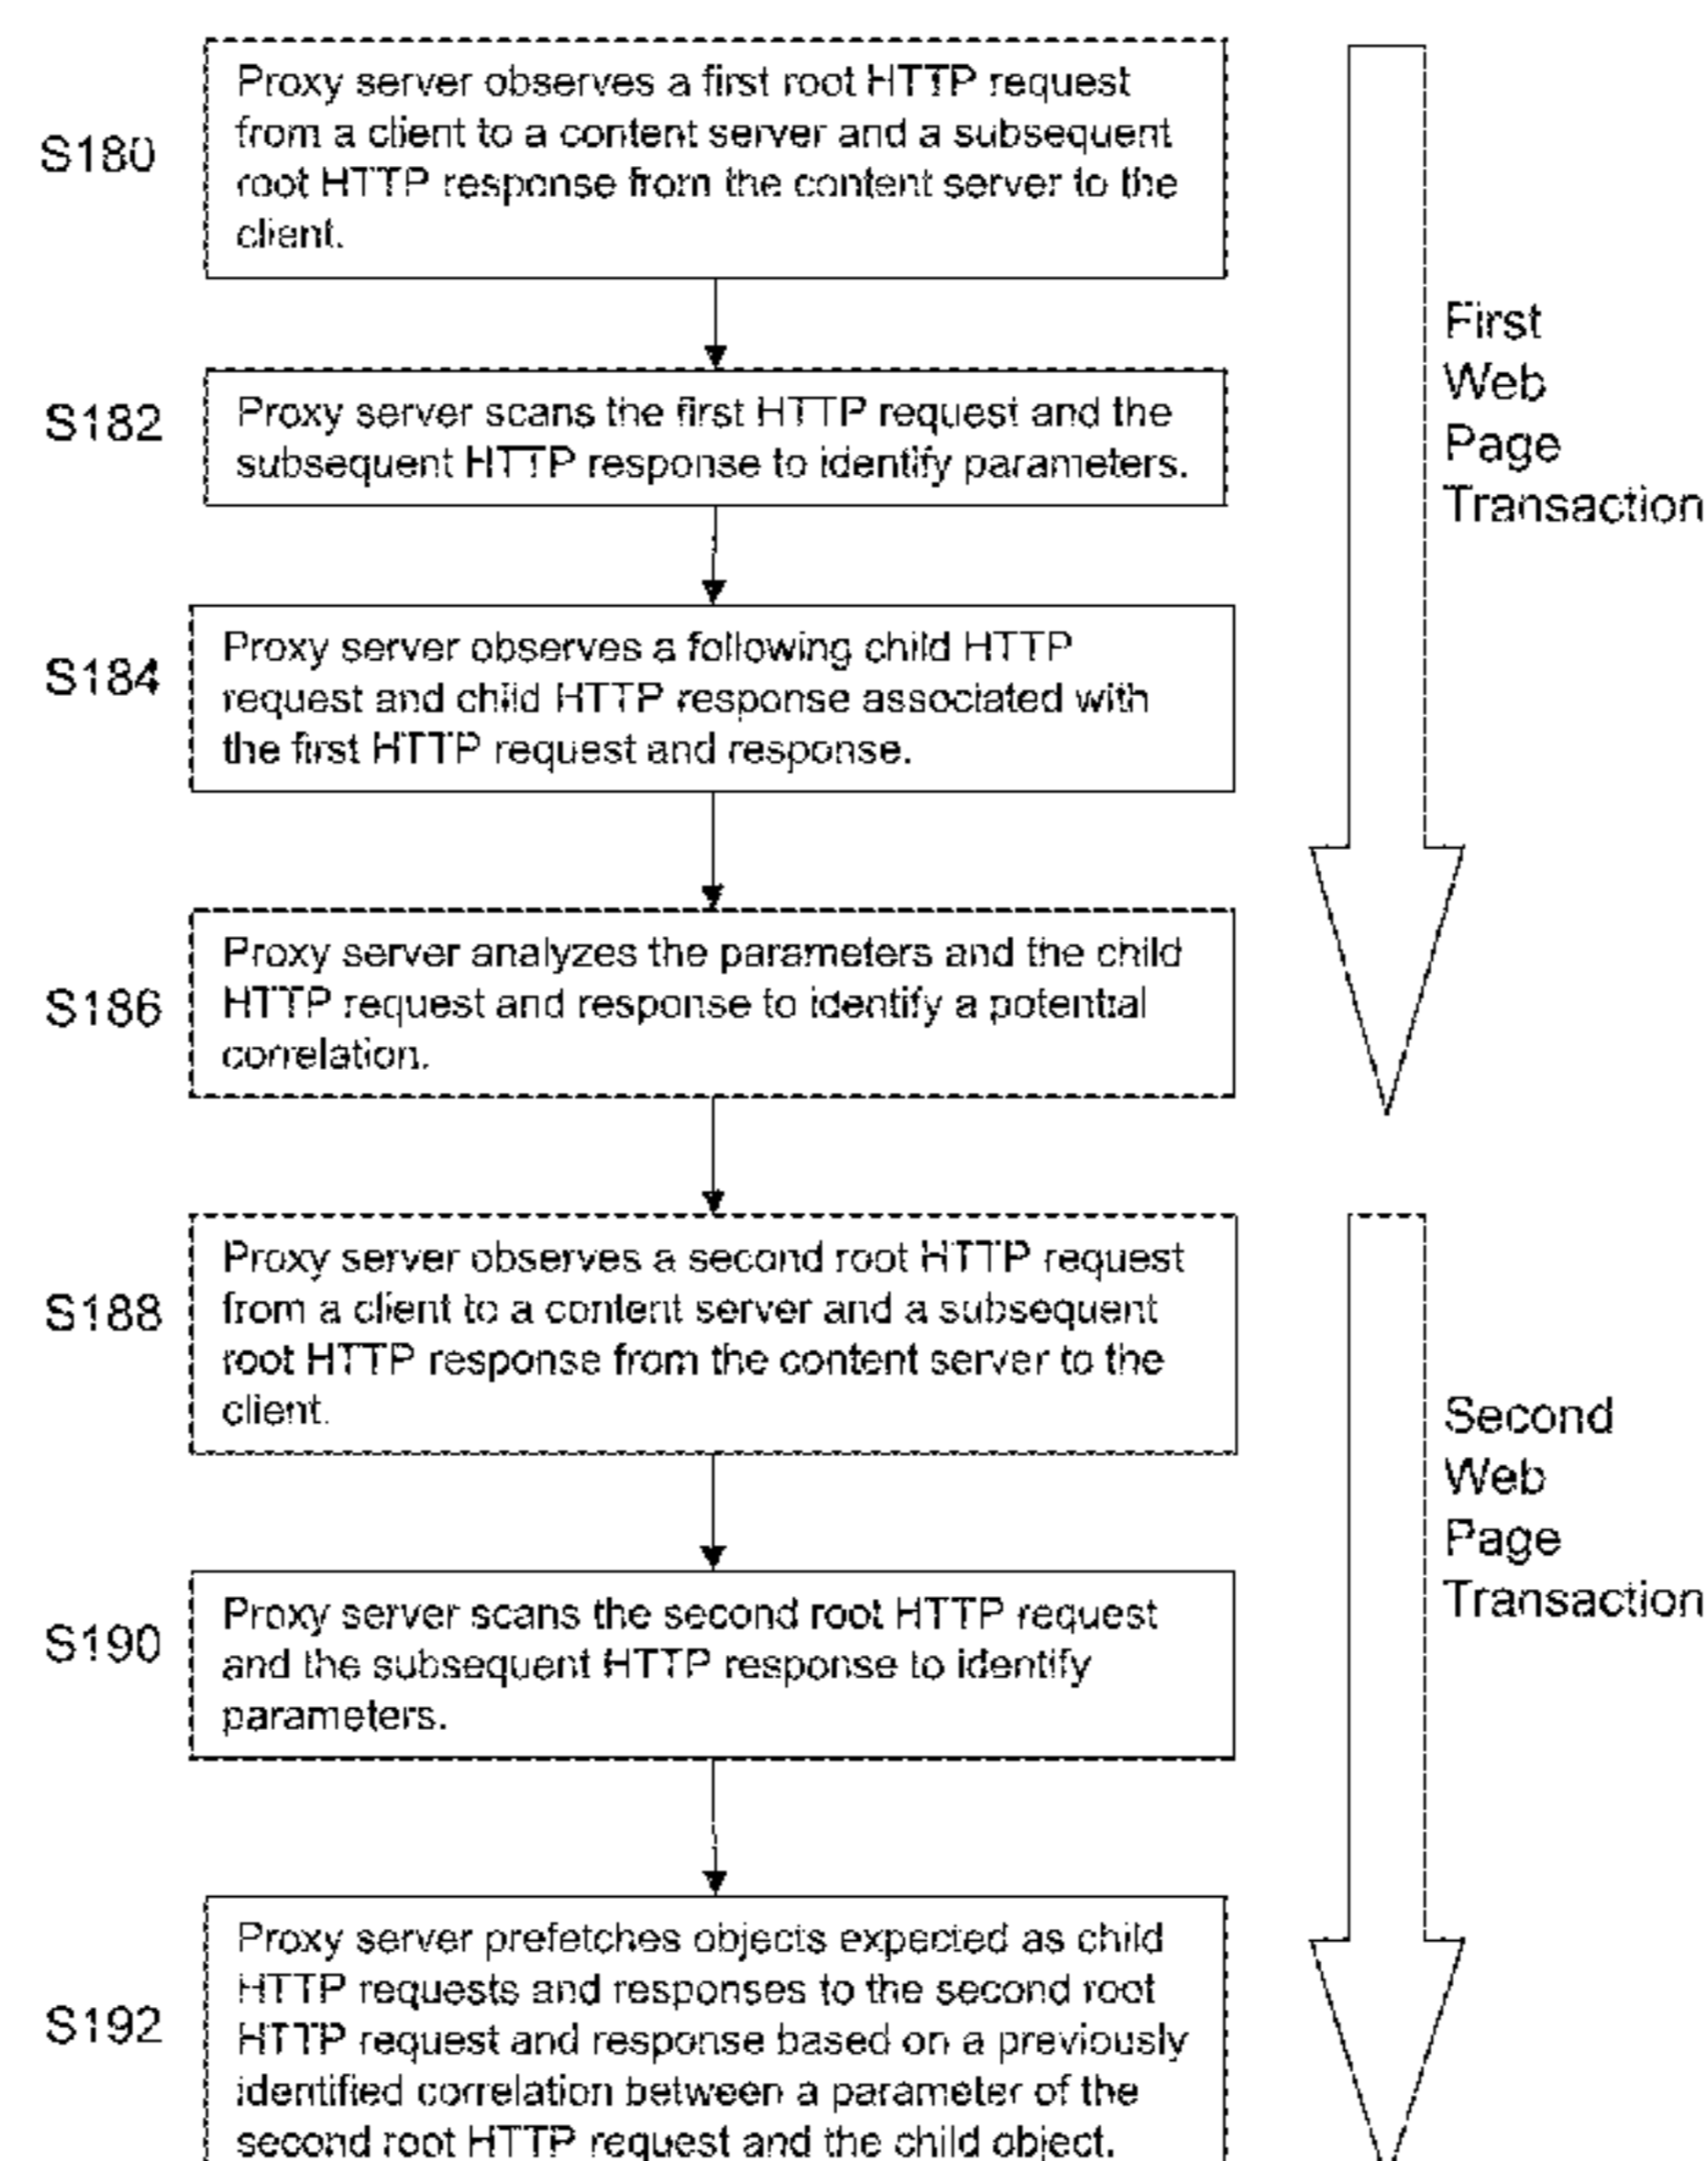 S180
Proxy server observes a first root HTTP request
from a client to a content server and a subsequent
root HTTP response from the content server to the
client.
S182
Proxy server scans the first HTTP request and the
subsequent HTTP response to identify parameters.
First
Web
Page
Transaction
S184
Proxy server observes a following child HTTP
request and child HTTP response associated with
the first HTTP request and response.
S186
Proxy server analyzes the parameters and the child
HTTP request and response to identify a potential
correlation.
S188
Proxy server observes a second root HTTP request
from a client to a content server and a subsequent
root HTTP response from the content server to the
client.
S190
Proxy server scans the second root HTTP request
and the subsequent HTTP response to identify
parameters.
Second
Web
Page
Transaction
S192
Proxy server prefetches objects expected as child
HTTP requests and responses to the second root
HTTP request and response based on a previously
identified correlation between a parameter of the
second root HTTP request and the child object.